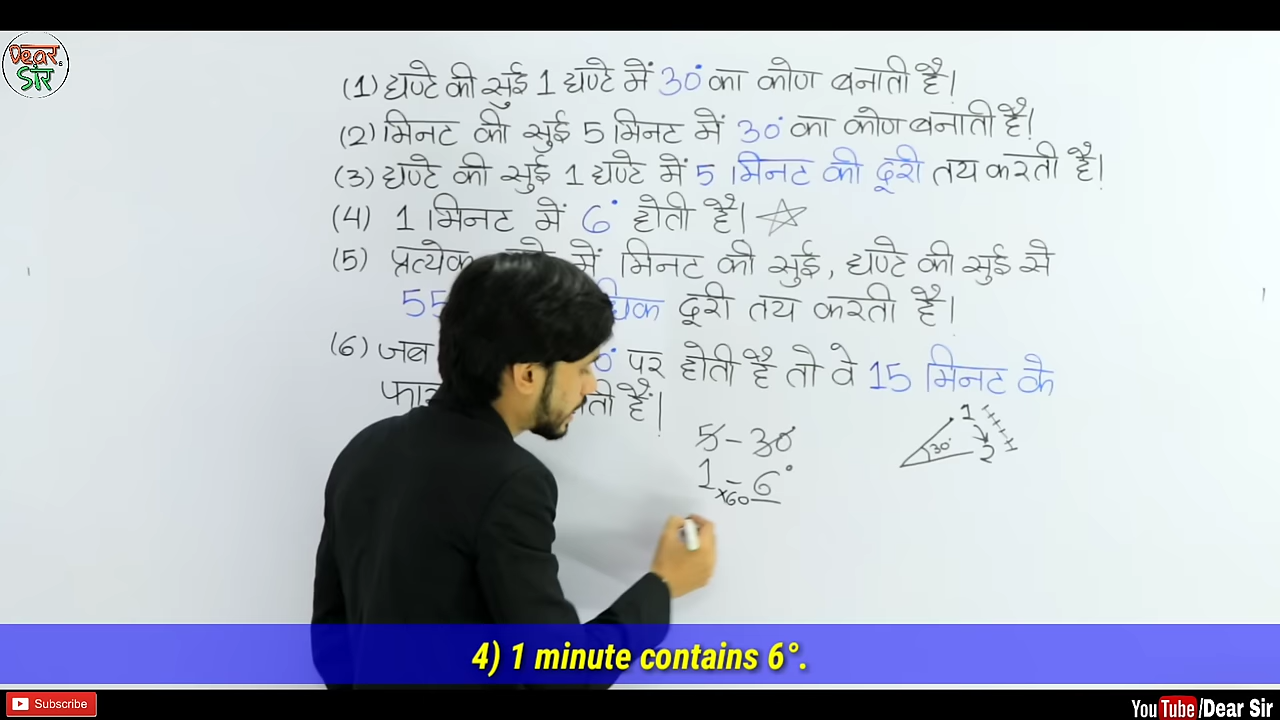 Dear Sir
(1) घण्टे की सुई 1 घण्टे में 30° का कोण बनाती है।
(2) मिनट की सुई 5 मिनट में 30° का कोण बनाती है।
(3) घण्टे की सुई 1 घण्टे में 5 मिनट की दूरी तय करती है।
(4) 1 मिनट में 6° होती है। ☆
(5) प्रत्येक में मिनट की सुई, घण्टे की सुई से
55 दूरी तय करती है।
(6) जब पर होती है तो वे 15 मिनट के
हैं।
5 - 30
1 - 6°
×60
1
30°
2
4) 1 minute contains 6°.
Subscribe
YouTube/Dear Sir